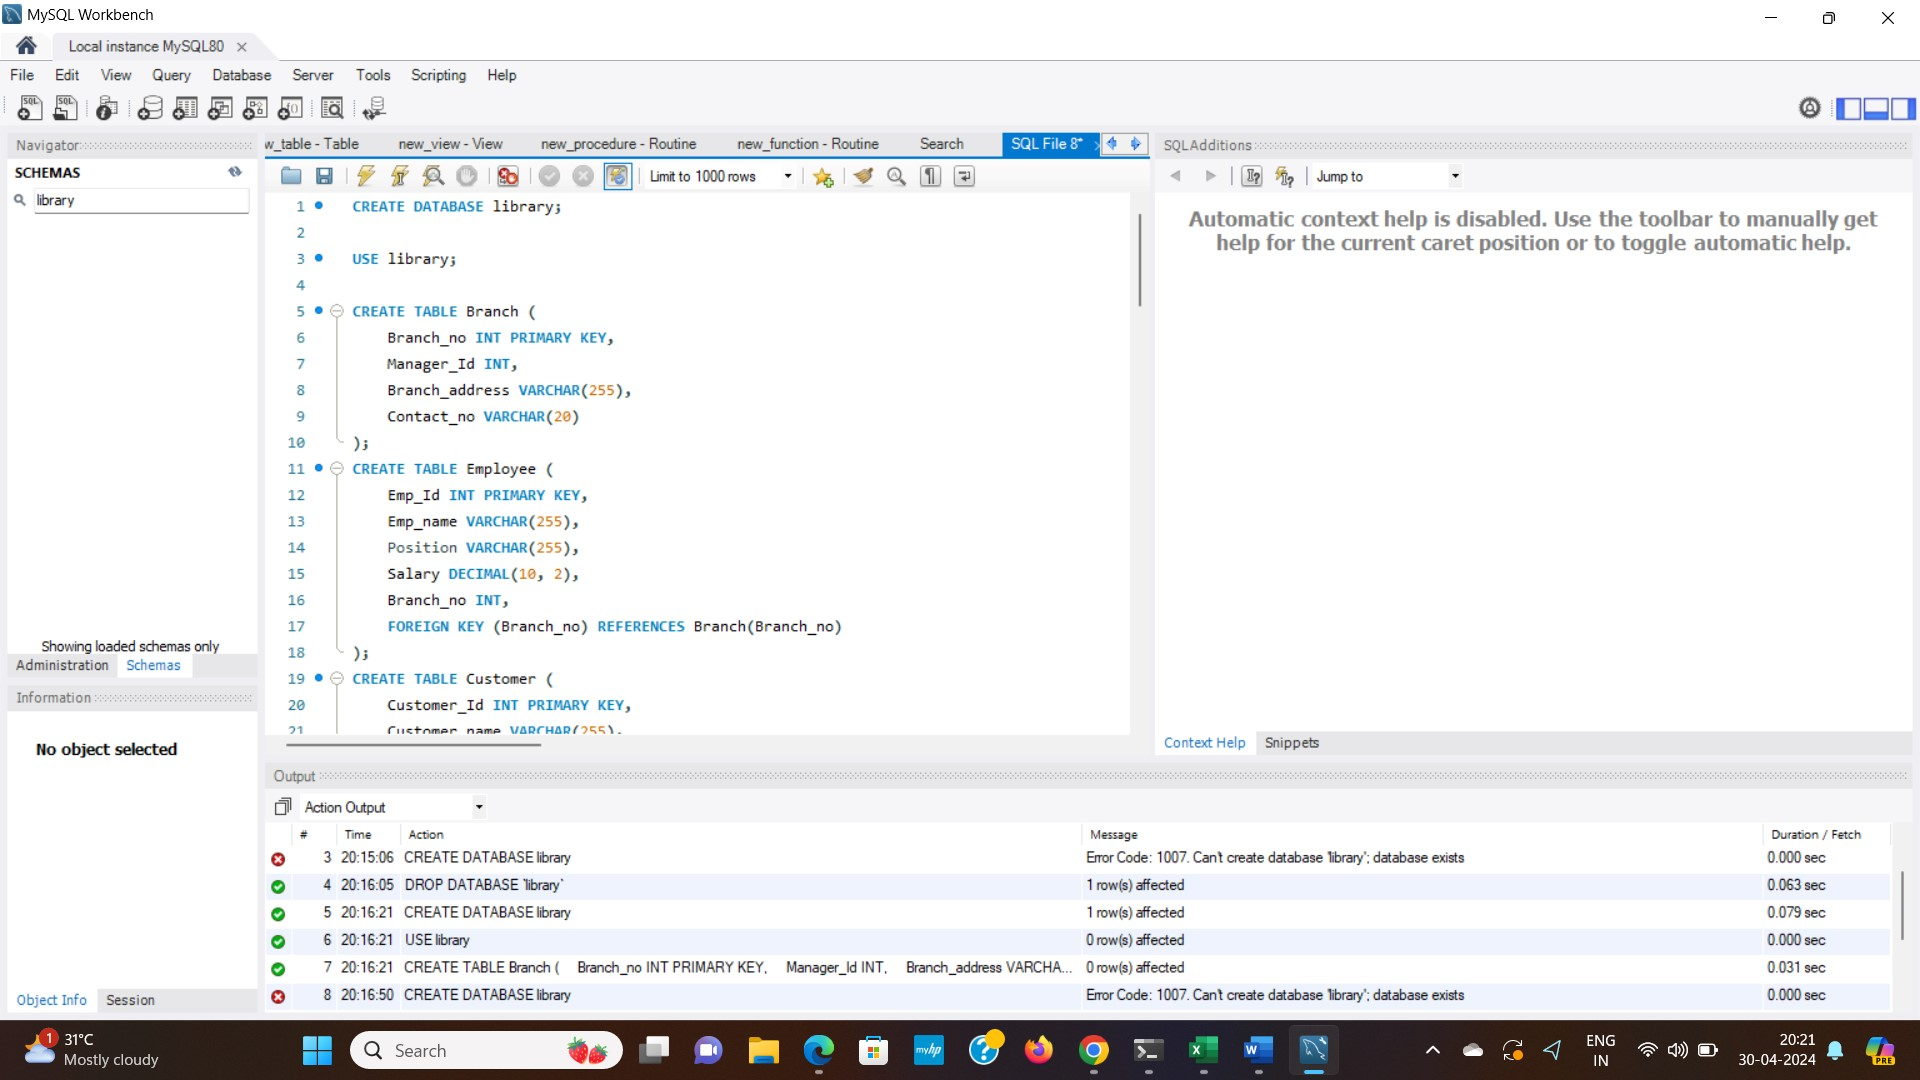 MySQL Workbench
Local instance MySQL80
File Edit View Query Database Server Tools Scripting Help
Navigator
SCHEMAS
library
Showing loaded schemas only
Administration Schemas
Information
No object selected
Object Info Session
w_table - Table new_view - View new_procedure - Routine new_function - Routine Search SQL File 8*
Limit to 1000 rows
1 CREATE DATABASE library;
2
3 USE library;
4
5 CREATE TABLE Branch (
6 Branch_no INT PRIMARY KEY,
7 Manager_Id INT,
8 Branch_address VARCHAR(255),
9 Contact_no VARCHAR(20)
10 );
11 CREATE TABLE Employee (
12 Emp_Id INT PRIMARY KEY,
13 Emp_name VARCHAR(255),
14 Position VARCHAR(255),
15 Salary DECIMAL(10, 2),
16 Branch_no INT,
17 FOREIGN KEY (Branch_no) REFERENCES Branch(Branch_no)
18 );
19 CREATE TABLE Customer (
20 Customer_Id INT PRIMARY KEY,
21 Customer_name VARCHAR(255),
SQLAdditions
Jump to
Automatic context help is disabled. Use the toolbar to manually get
help for the current caret position or to toggle automatic help.
Context Help Snippets
Output
Action Output
# Time Action Message Duration / Fetch
3 20:15:06 CREATE DATABASE library Error Code: 1007. Can't create database 'library'; database exists 0.000 sec
4 20:16:05 DROP DATABASE `library` 1 row(s) affected 0.063 sec
5 20:16:21 CREATE DATABASE library 1 row(s) affected 0.079 sec
6 20:16:21 USE library 0 row(s) affected 0.000 sec
7 20:16:21 CREATE TABLE Branch ( Branch_no INT PRIMARY KEY, Manager_Id INT, Branch_address VARCHA... 0 row(s) affected 0.031 sec
8 20:16:50 CREATE DATABASE library Error Code: 1007. Can't create database 'library'; database exists 0.000 sec
1
31°C
Mostly cloudy
Search
myhp
ENG
IN
20:21
30-04-2024
PRE